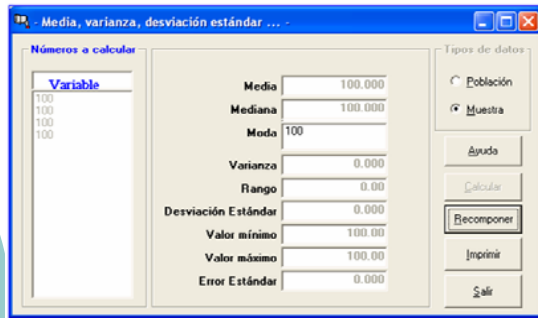 - Media, varianza, desviación estándar ... -
Números a calcular
Variable
100
100
100
100
Media 100.000
Mediana 100.000
Moda 100
Varianza 0.000
Rango 0.00
Desviación Estándar 0.000
Valor mínimo 100.00
Valor máximo 100.00
Error Estándar 0.000
Tipos de datos
Población
Muestra
Ayuda
Calcular
Recomponer
Imprimir
Salir